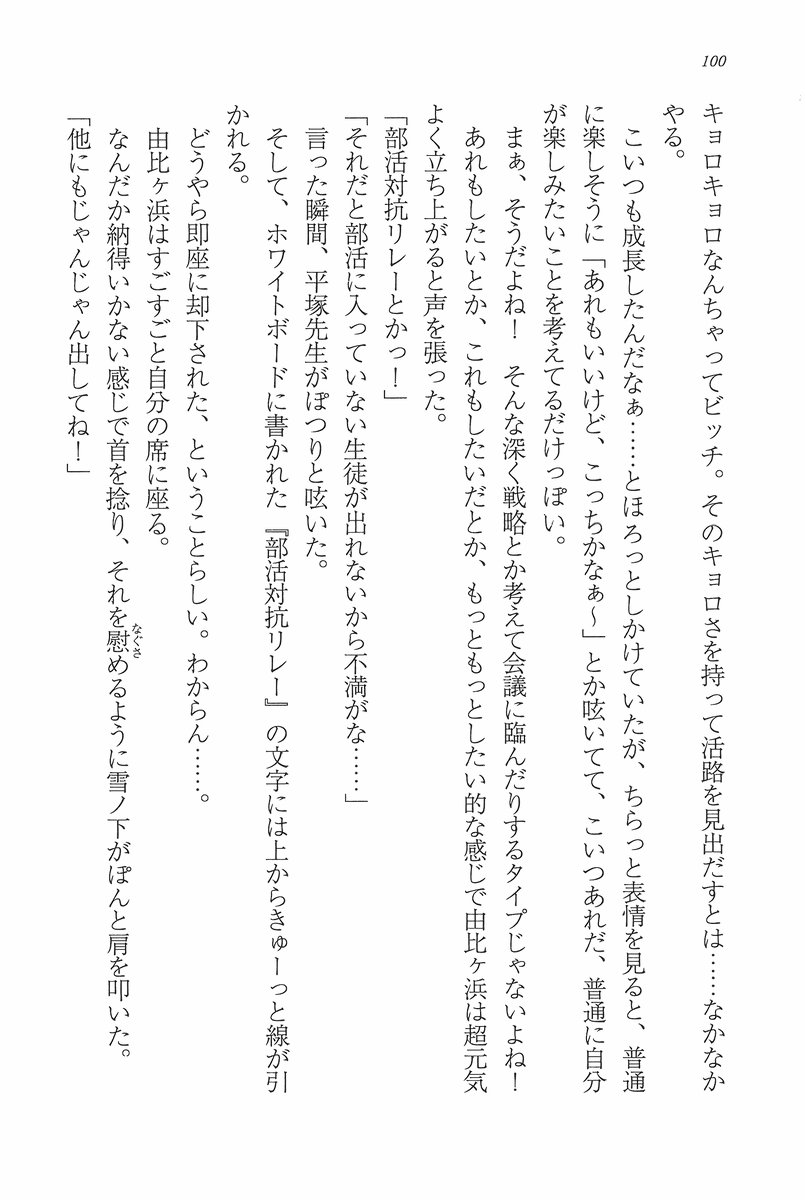 100
キョロキョロなんちゃってビッチ。そのキョロさを持って活路を見出だすとは……なかなか
やる。
こいつも成長したんだなぁ……とほろっとしかけていたが、ちらっと表情を見ると、普通
に楽しそうに「あれもいいけど、こっちかなぁ～」とか呟いてて、こいつあれだ、普通に自分
が楽しみたいことを考えてるだけっぽい。
まぁ、そうだよね！　そんな深く戦略とか考えて会議に臨んだりするタイプじゃないよね！
あれもしたいとか、これもしたいだとか、もっともっとしたい的な感じで由比ヶ浜は超元気
よく立ち上がると声を張った。
「部活対抗リレーとかっ！」
「それだと部活に入っていない生徒が出れないから不満がな……」
言った瞬間、平塚先生がぽつりと呟いた。
そして、ホワイトボードに書かれた『部活対抗リレー』の文字には上からきゅーっと線が引
かれる。
どうやら即座に却下された、ということらしい。わからん……。
由比ヶ浜はすごすごと自分の席に座る。
なんだか納得いかない感じで首を捻り、それを慰めるように雪ノ下がぽんと肩を叩いた。
なぐさ
「他にもじゃんじゃん出してね！」